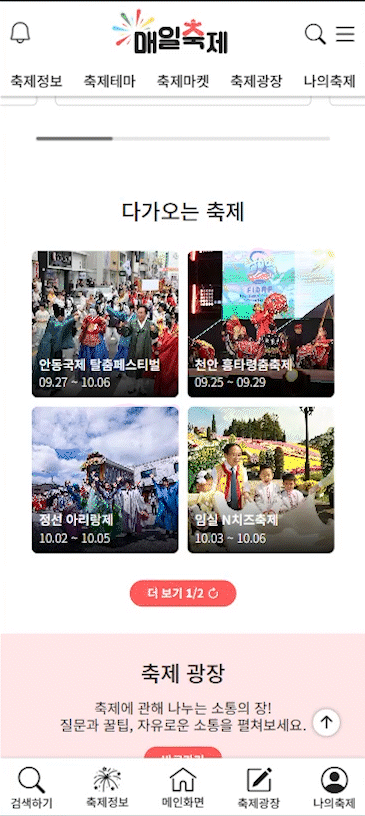 매일축제
축제정보 축제테마 축제마켓 축제광장 나의축제
다가오는 축제
안동국제 탈춤페스티벌
09.27 ~ 10.06
천안 흥타령춤축제
09.25 ~ 09.29
정선 아리랑제
10.02 ~ 10.05
임실 N치즈축제
10.03 ~ 10.06
더 보기 1/2
축제 광장
축제에 관해 나누는 소통의 장!
질문과 꿀팁, 자유로운 소통을 펼쳐보세요.
검색하기 축제정보 메인화면 축제광장 나의축제